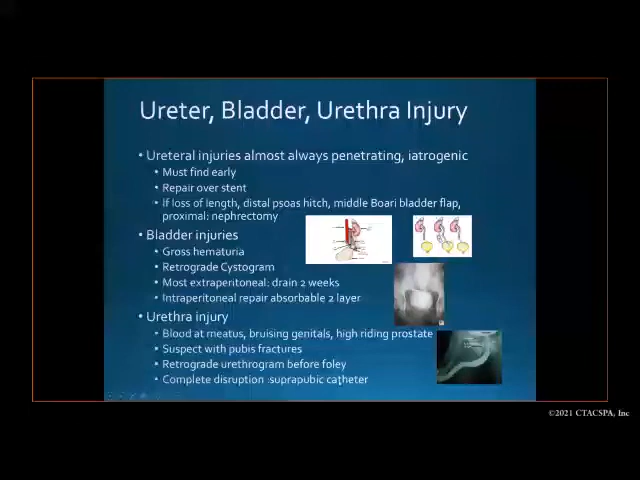 Ureter, Bladder, Urethra Injury
• Ureteral injuries almost always penetrating, iatrogenic
• Must find early
• Repair over stent
• If loss of length, distal psoas hitch, middle Boari bladder flap,
proximal: nephrectomy
• Bladder injuries
• Gross hematuria
• Retrograde Cystogram
• Most extraperitoneal: drain 2 weeks
• Intraperitoneal repair absorbable 2 layer
• Urethra injury
• Blood at meatus, bruising genitals, high riding prostate
• Suspect with pubis fractures
• Retrograde urethrogram before foley
• Complete disruption :suprapubic catheter
©2021 CTACSPA, Inc